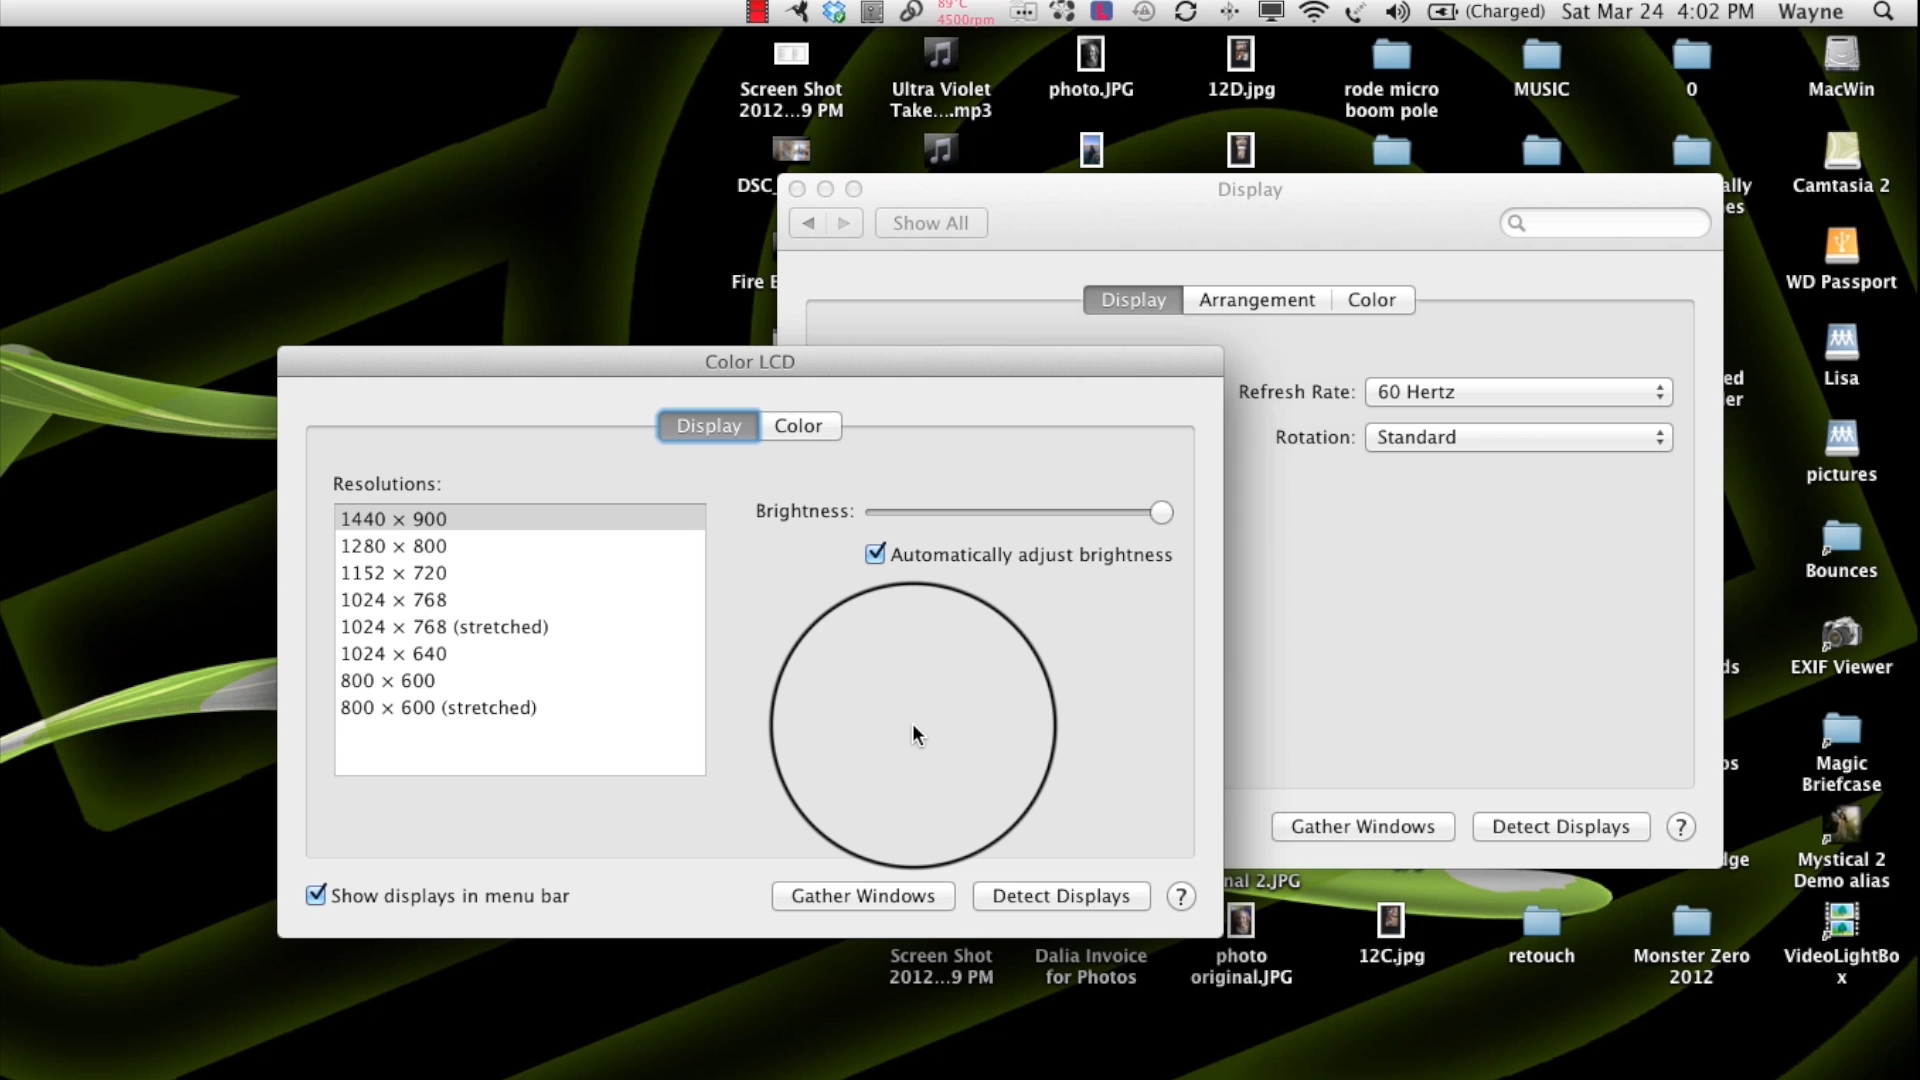 89°C
4500rpm
(Charged) Sat Mar 24 4:02 PM Wayne
Screen Shot
2012...9 PM
Ultra Violet
Take....mp3
photo.JPG
12D.jpg
rode micro
boom pole
MUSIC
0
MacWin
DSC_
ally
es
Camtasia 2
Display
Show All
Fire
WD Passport
Display
Arrangement
Color
Lisa
ed
er
Refresh Rate: 60 Hertz
Rotation: Standard
pictures
Bounces
ds
EXIF Viewer
os
Magic
Briefcase
Gather Windows
Detect Displays
?
dge
Mystical 2
Demo alias
Color LCD
Display
Color
Resolutions:
1440 × 900
1280 × 800
1152 × 720
1024 × 768
1024 × 768 (stretched)
1024 × 640
800 × 600
800 × 600 (stretched)
Brightness:
Automatically adjust brightness
Show displays in menu bar
Gather Windows
Detect Displays
?
nal 2.JPG
Screen Shot
2012...9 PM
Dalia Invoice
for Photos
photo
original.JPG
12C.jpg
retouch
Monster Zero
2012
VideoLightBo
x